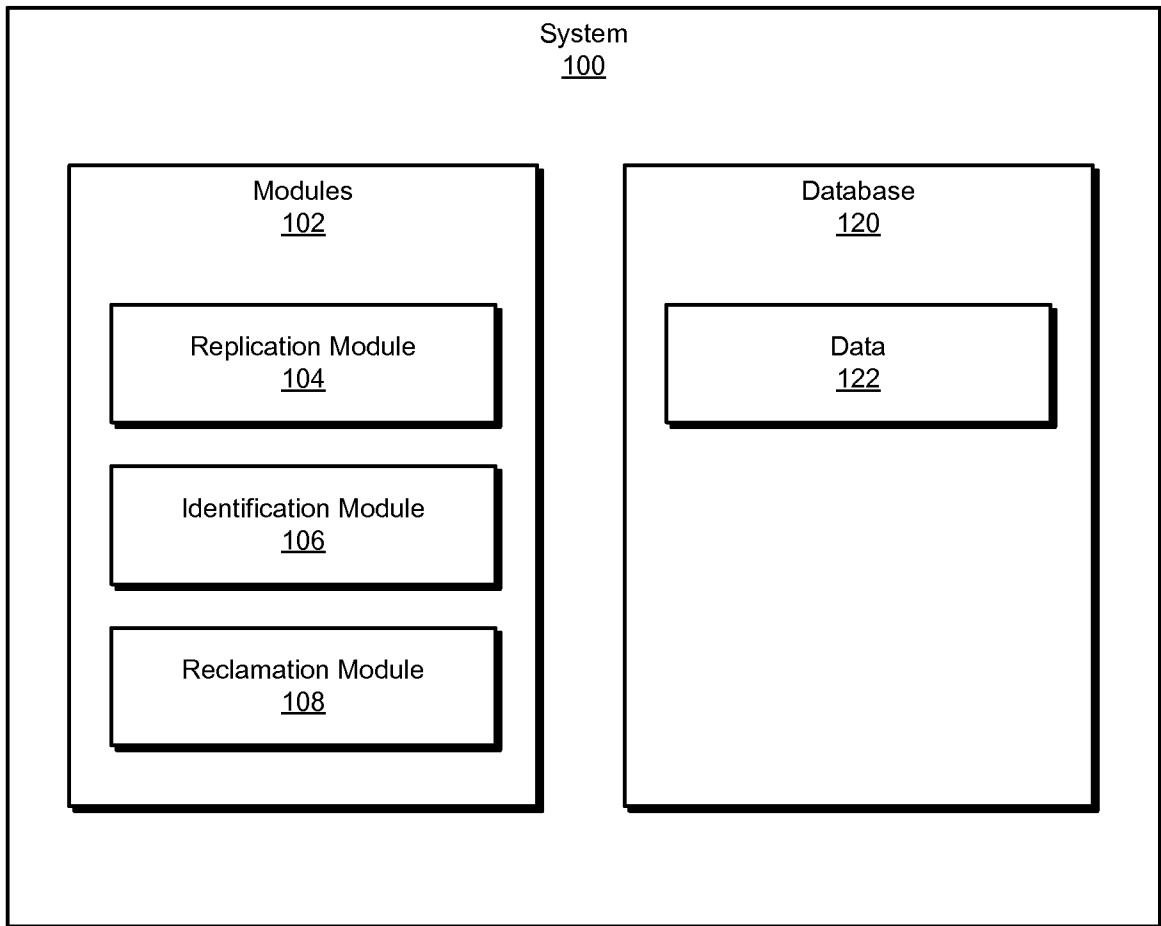 System
100
Modules
102
Replication Module
104
Identification Module
106
Reclamation Module
108
Database
120
Data
122